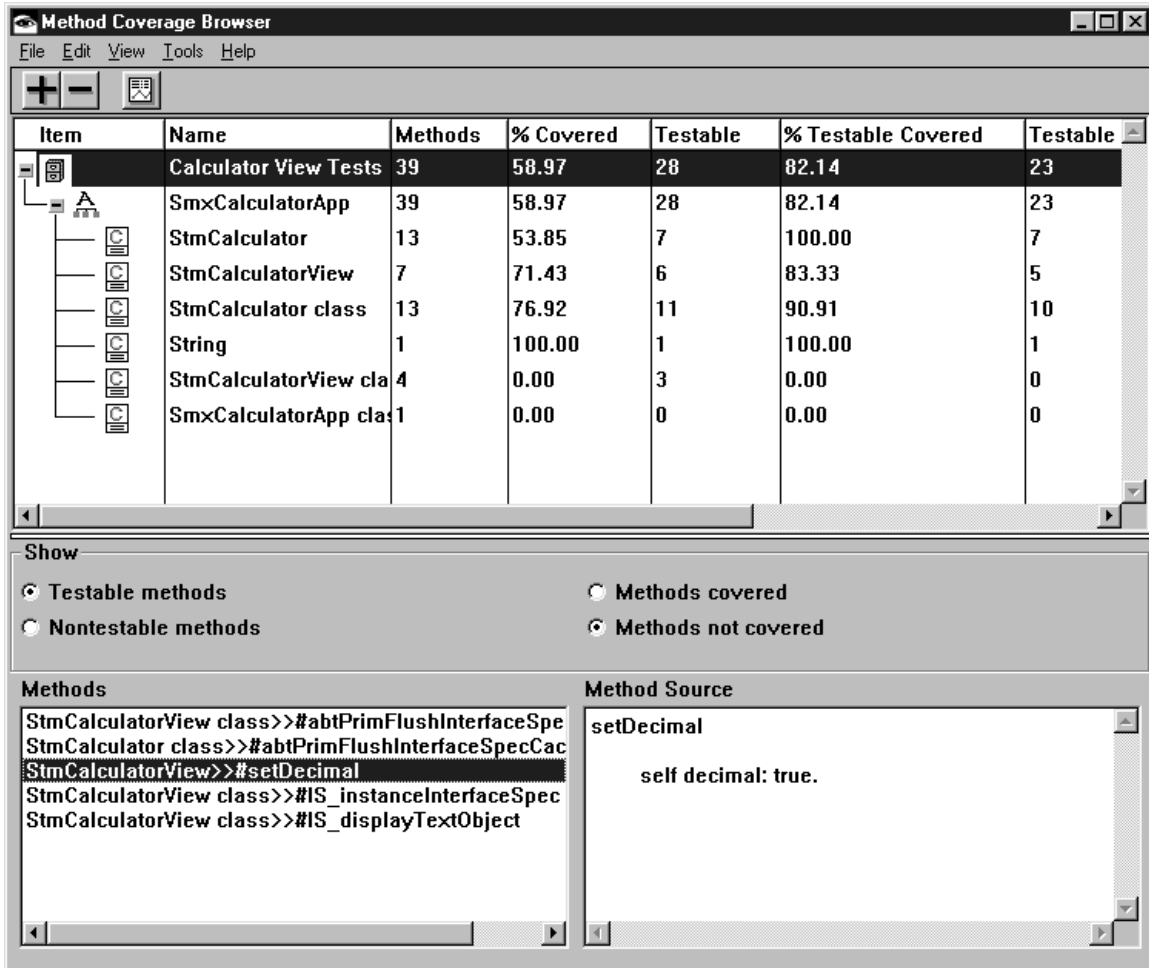 Method Coverage Browser
File Edit View Tools Help
Item Name Methods % Covered Testable % Testable Covered Testable
Calculator View Tests 39 58.97 28 82.14 23
A SmxCalculatorApp 39 58.97 28 82.14 23
C StmCalculator 13 53.85 7 100.00 7
C StmCalculatorView 7 71.43 6 83.33 5
C StmCalculator class 13 76.92 11 90.91 10
C String 1 100.00 1 100.00 1
C StmCalculatorView cla 4 0.00 3 0.00 0
C SmxCalculatorApp clas 1 0.00 0 0.00 0
Show
Testable methods Methods covered
Nontestable methods Methods not covered
Methods Method Source
StmCalculatorView class>>#abtPrimFlushInterfaceSpe
StmCalculator class>>#abtPrimFlushInterfaceSpecCac
StmCalculatorView>>#setDecimal
StmCalculatorView class>>#IS_instanceInterfaceSpec
StmCalculatorView class>>#IS_displayTextObject
setDecimal
self decimal: true.